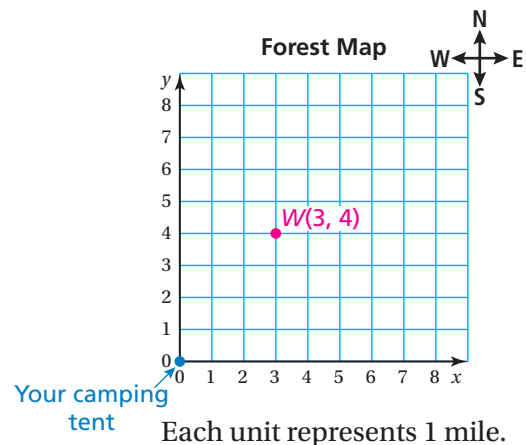 N
Forest Map
W E
S
y
8
7
6
5
4
3
2
1
0
W(3, 4)
0 1 2 3 4 5 6 7 8 x
Your camping
tent
Each unit represents 1 mile.